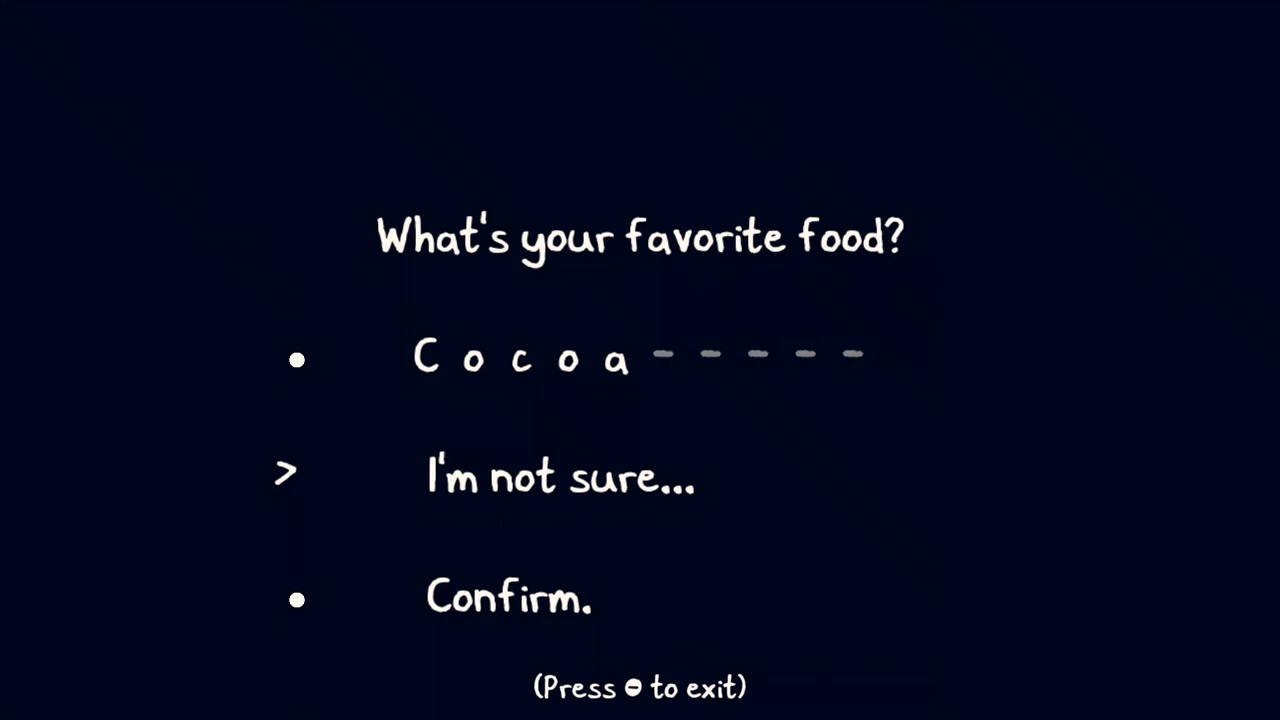 What's your favorite food?
C o c o a - - - - -
> I'm not sure...
Confirm.
(Press ⊖ to exit)